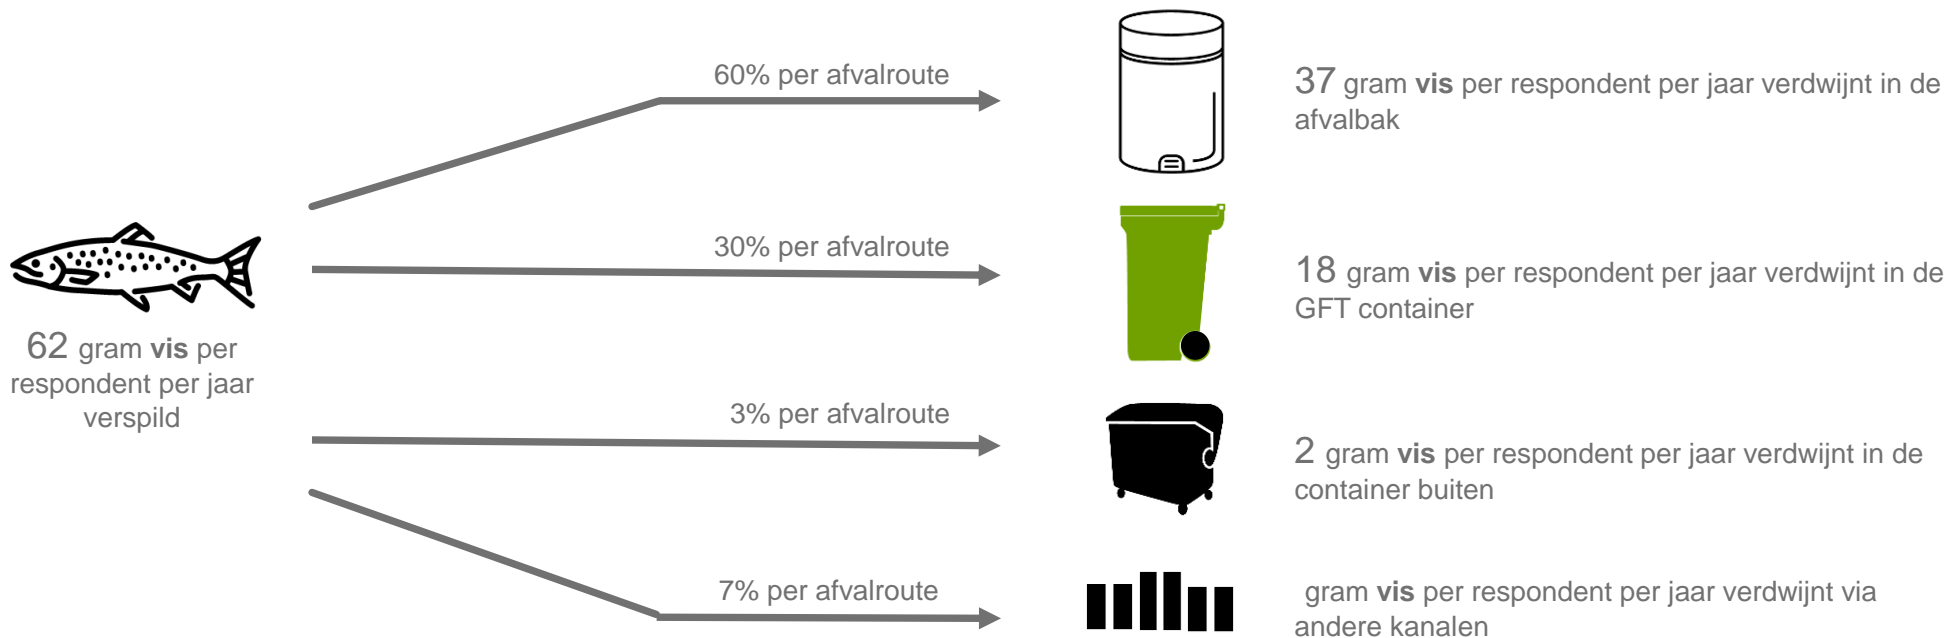 60% per afvalroute
37 gram vis per respondent per jaar verdwijnt in de
afvalbak
30% per afvalroute
18 gram vis per respondent per jaar verdwijnt in de
GFT container
62 gram vis per
respondent per jaar
verspild
3% per afvalroute
2 gram vis per respondent per jaar verdwijnt in de
container buiten
7% per afvalroute
gram vis per respondent per jaar verdwijnt via
andere kanalen